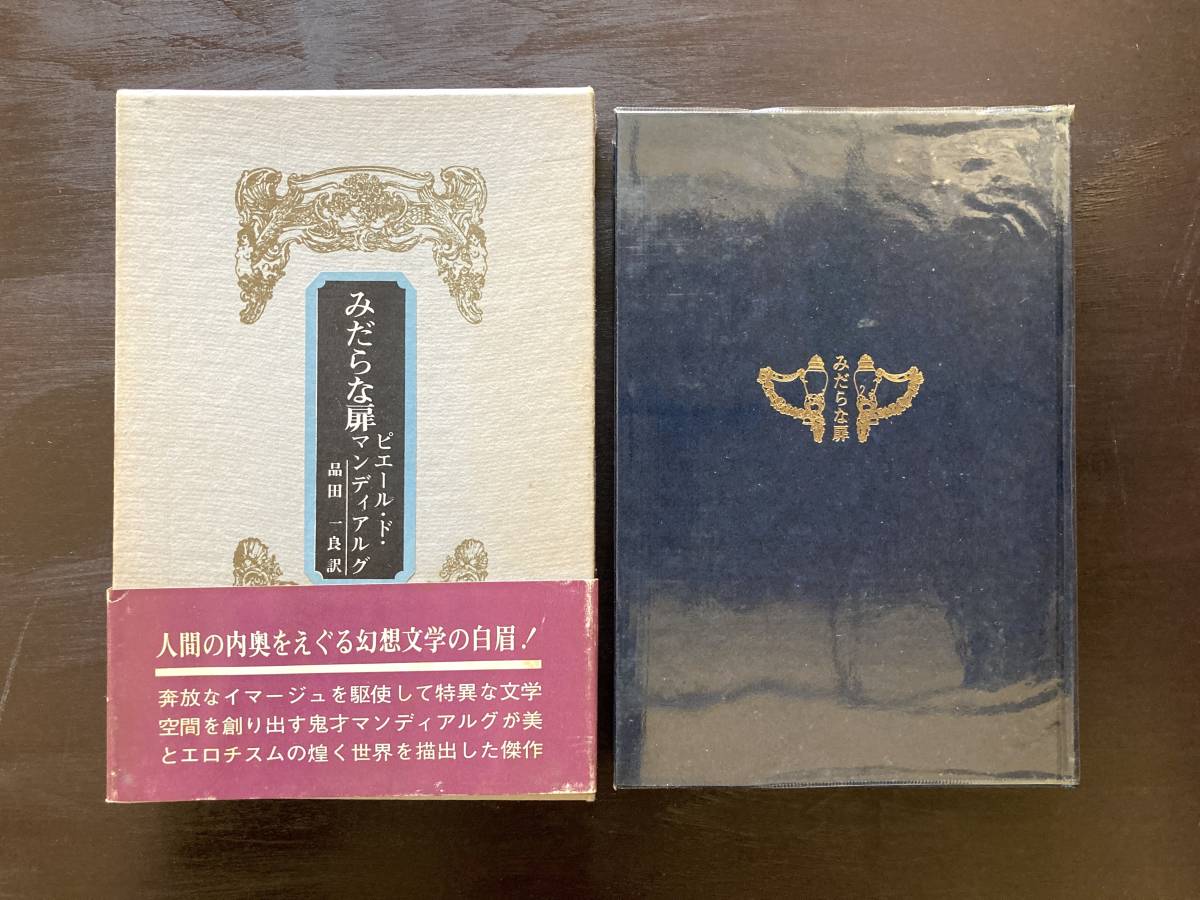 みだらな扉
ピエール・ド・
マンディアルグ
品田 一良訳
人間の内奥をえぐる幻想文学の白眉!
奔放なイマージュを駆使して特異な文学
空間を創り出す鬼才マンディアルグが美
とエロチスムの煌く世界を描出した傑作
みだらな扉